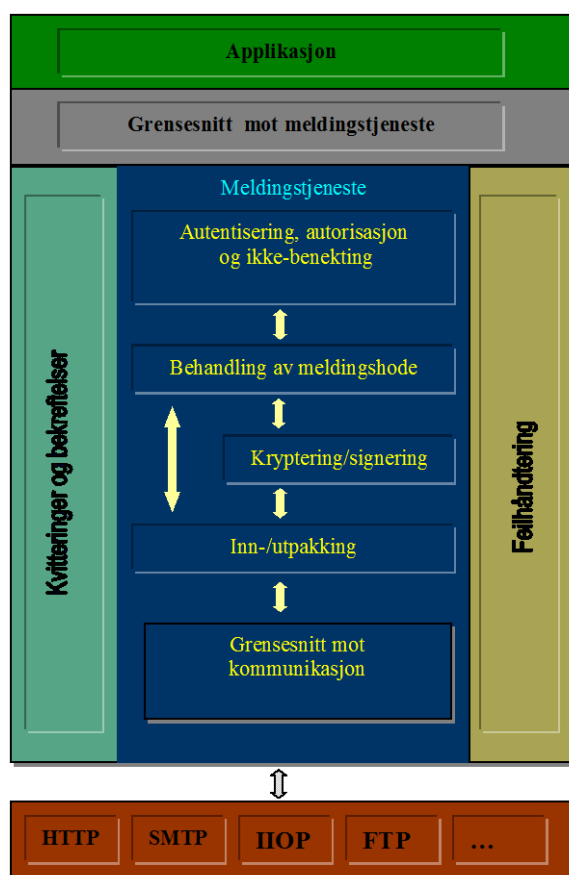 Applikasjon
Grensesnitt mot meldingstjeneste
Kvitteringer og bekreftelser
Meldingstjeneste
Autentisering, autorisasjon
og ikke-benekting
Behandling av meldingshode
Kryptering/signering
Inn-/utpakking
Grensesnitt mot
kommunikasjon
Feilhåndtering
HTTP
SMTP
IIOP
FTP
...